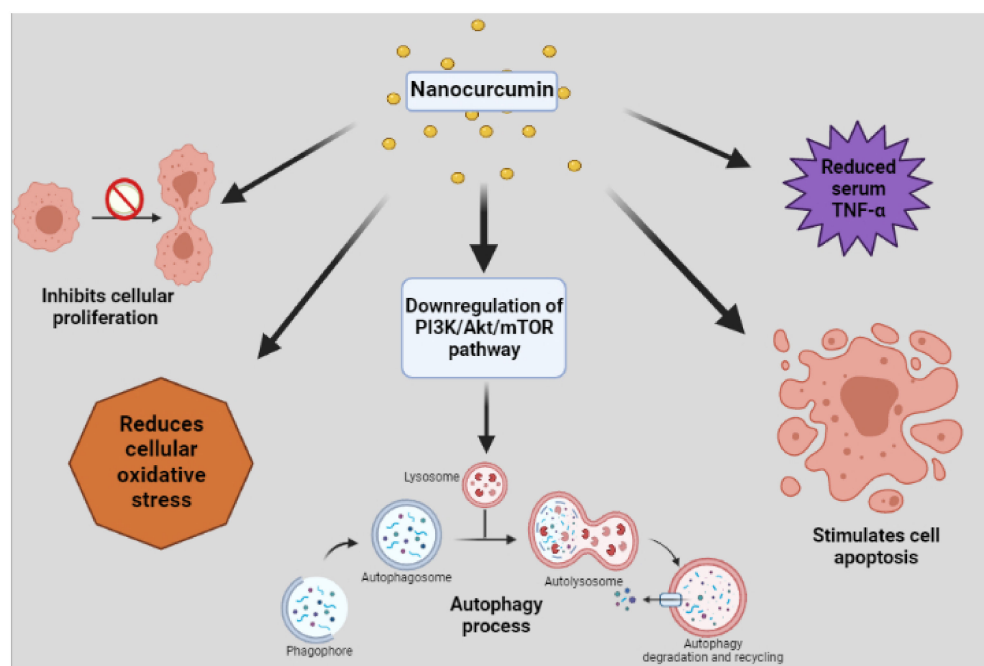 Nanocurcumin
Reduced
serum
TNF-α
Inhibits cellular
proliferation
Downregulation of
PI3K/Akt/mTOR
pathway
Reduces
cellular
oxidative
stress
Stimulates cell
apoptosis
Lysosome
Autophagosome
Autolysosome
Autophagy
process
Phagophore
Autophagy
degradation and recycling